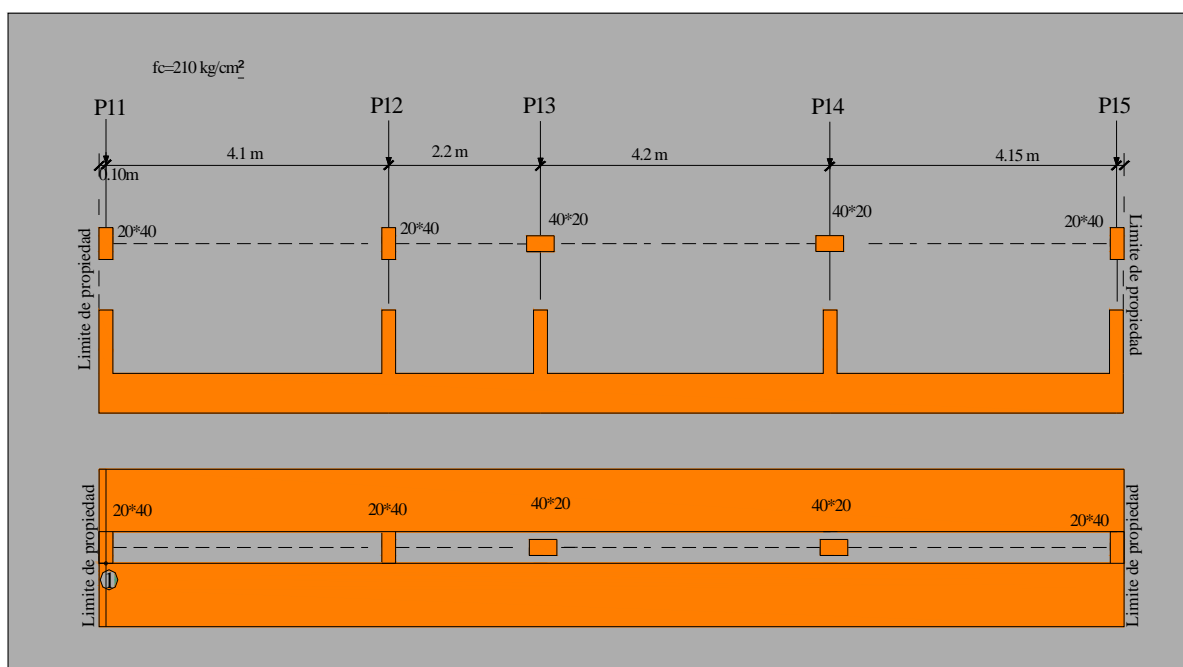 fc=210 kg/cm²
P11 P12 P13 P14 P15
4.1 m 2.2 m 4.2 m 4.15 m
0.10m
20*40 20*40 40*20 40*20 20*40
Limite de propiedad
Limite de propiedad
20*40 20*40 40*20 40*20 20*40
Limite de propiedad
Limite de propiedad
1